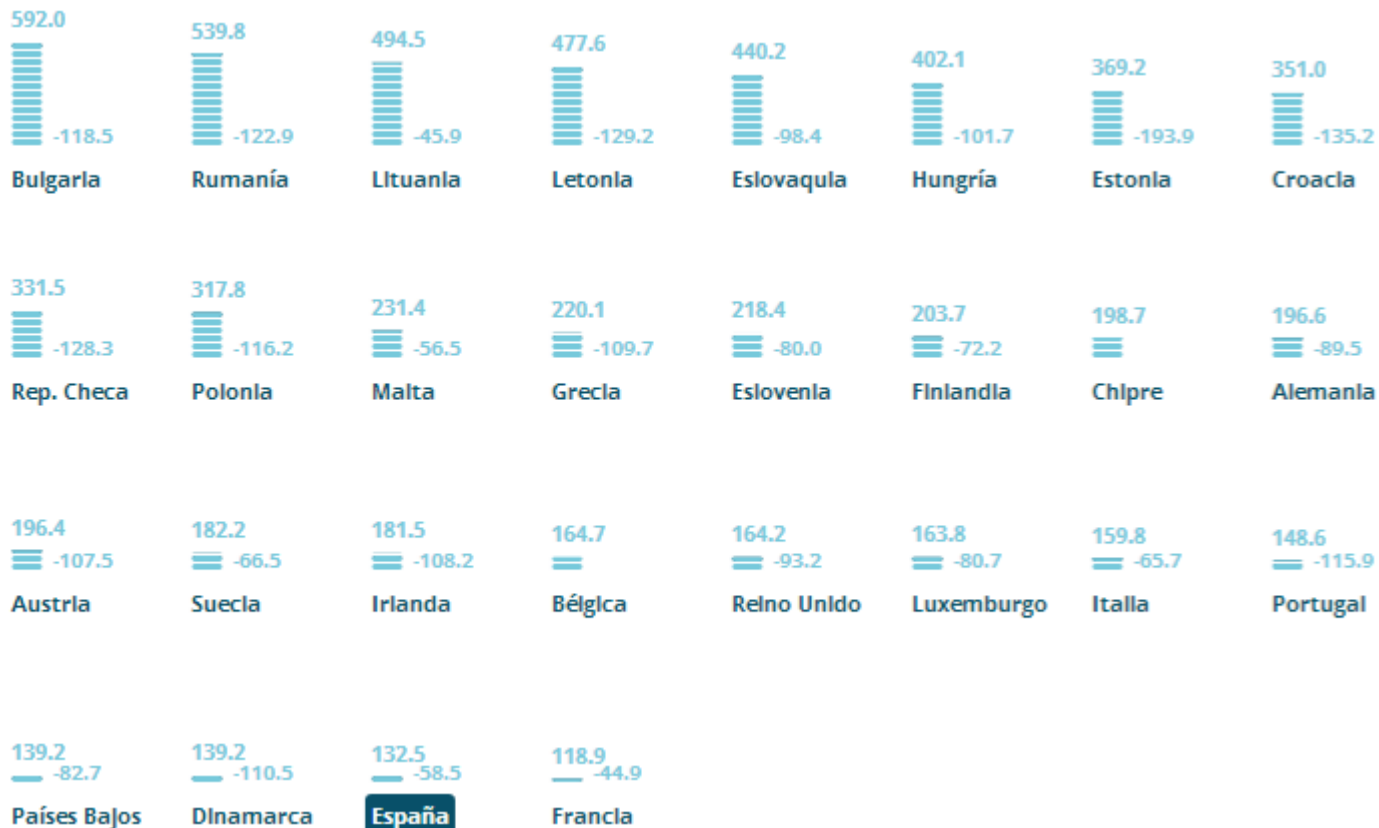 592.0 539.8 494.5 477.6 440.2 402.1 369.2 351.0
-118.5 -122.9 -45.9 -129.2 -98.4 -101.7 -193.9 -135.2
Bulgaria Rumanía Lituania Letonia Eslovaquia Hungría Estonia Croacia
331.5 317.8 231.4 220.1 218.4 203.7 198.7 196.6
-128.3 -116.2 -56.5 -109.7 -80.0 -72.2 -89.5
Rep. Checa Polonia Malta Grecia Eslovenia Finlandia Chipre Alemania
196.4 182.2 181.5 164.7 164.2 163.8 159.8 148.6
-107.5 -66.5 -108.2 -93.2 -80.7 -65.7 -115.9
Austria Suecia Irlanda Bélgica Reino Unido Luxemburgo Italia Portugal
139.2 139.2 132.5 118.9
-82.7 -110.5 -58.5 -44.9
Países Bajos Dinamarca España Francia